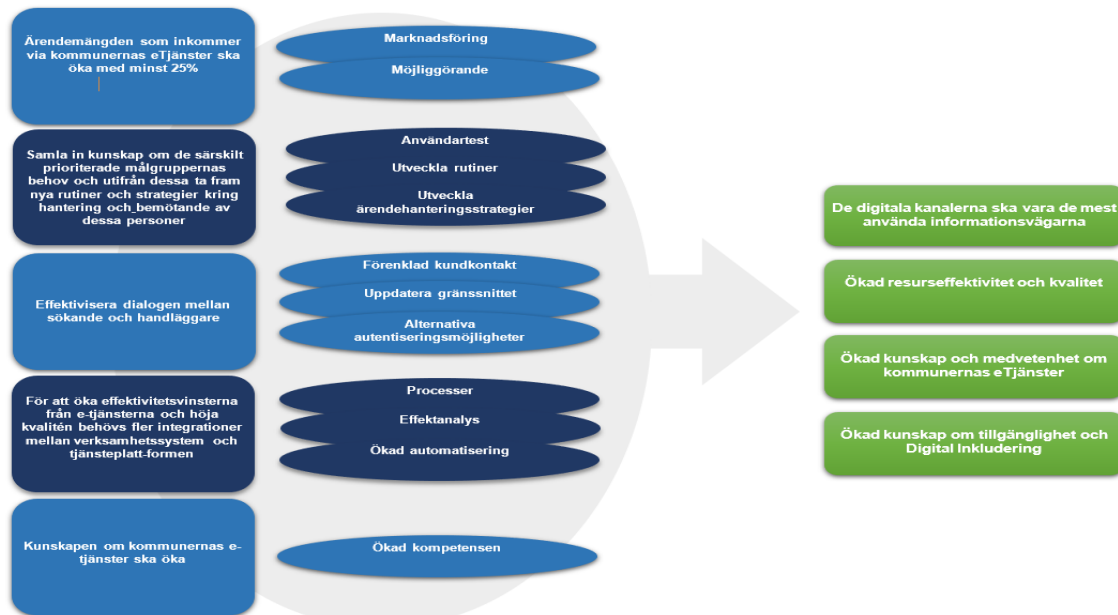 Ärendemängden som inkommer
via kommunernas eTjänster ska
öka med minst 25%
Marknadsföring
Möjliggörande
Samla in kunskap om de särskilt
prioriterade målgruppernas
behov och utifrån dessa ta fram
nya rutiner och strategier kring
hantering och bemötande av
dessa personer
Användartest
Utveckla rutiner
Utveckla
ärendehanteringsstrategier
Effektivisera dialogen mellan
sökande och handläggare
Förenklad kundkontakt
Uppdatera gränssnittet
Alternativa
autentiseringsmöjligheter
För att öka effektivitetsvinsterna
från e-tjänsterna och höja
kvalitén behövs fler integrationer
mellan verksamhetssystem och
tjänsteplatt-formen
Processer
Effektanalys
Ökad automatisering
Kunskapen om kommunernas e-
tjänster ska öka
Ökad kompetensen
De digitala kanalerna ska vara de mest
använda informationsvägarna
Ökad resurseffektivitet och kvalitet
Ökad kunskap och medvetenhet om
kommunernas eTjänster
Ökad kunskap om tillgänglighet och
Digital Inkludering